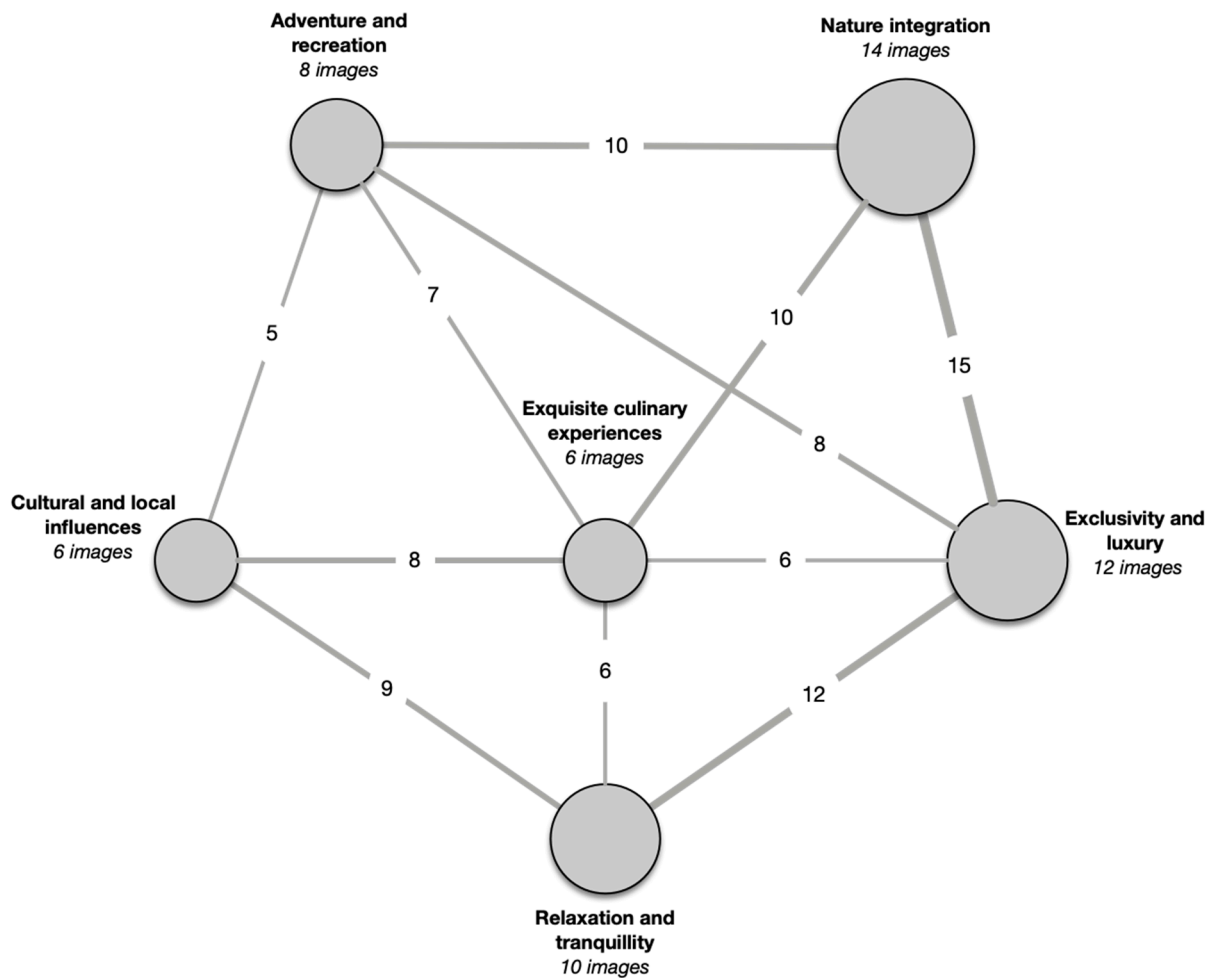 Adventure and
recreation
8 images
Nature integration
14 images
10
7
5
10
15
Exquisite culinary
experiences
6 images
8
Cultural and local
influences
6 images
Exclusivity and
luxury
12 images
8
6
6
9
12
Relaxation and
tranquillity
10 images